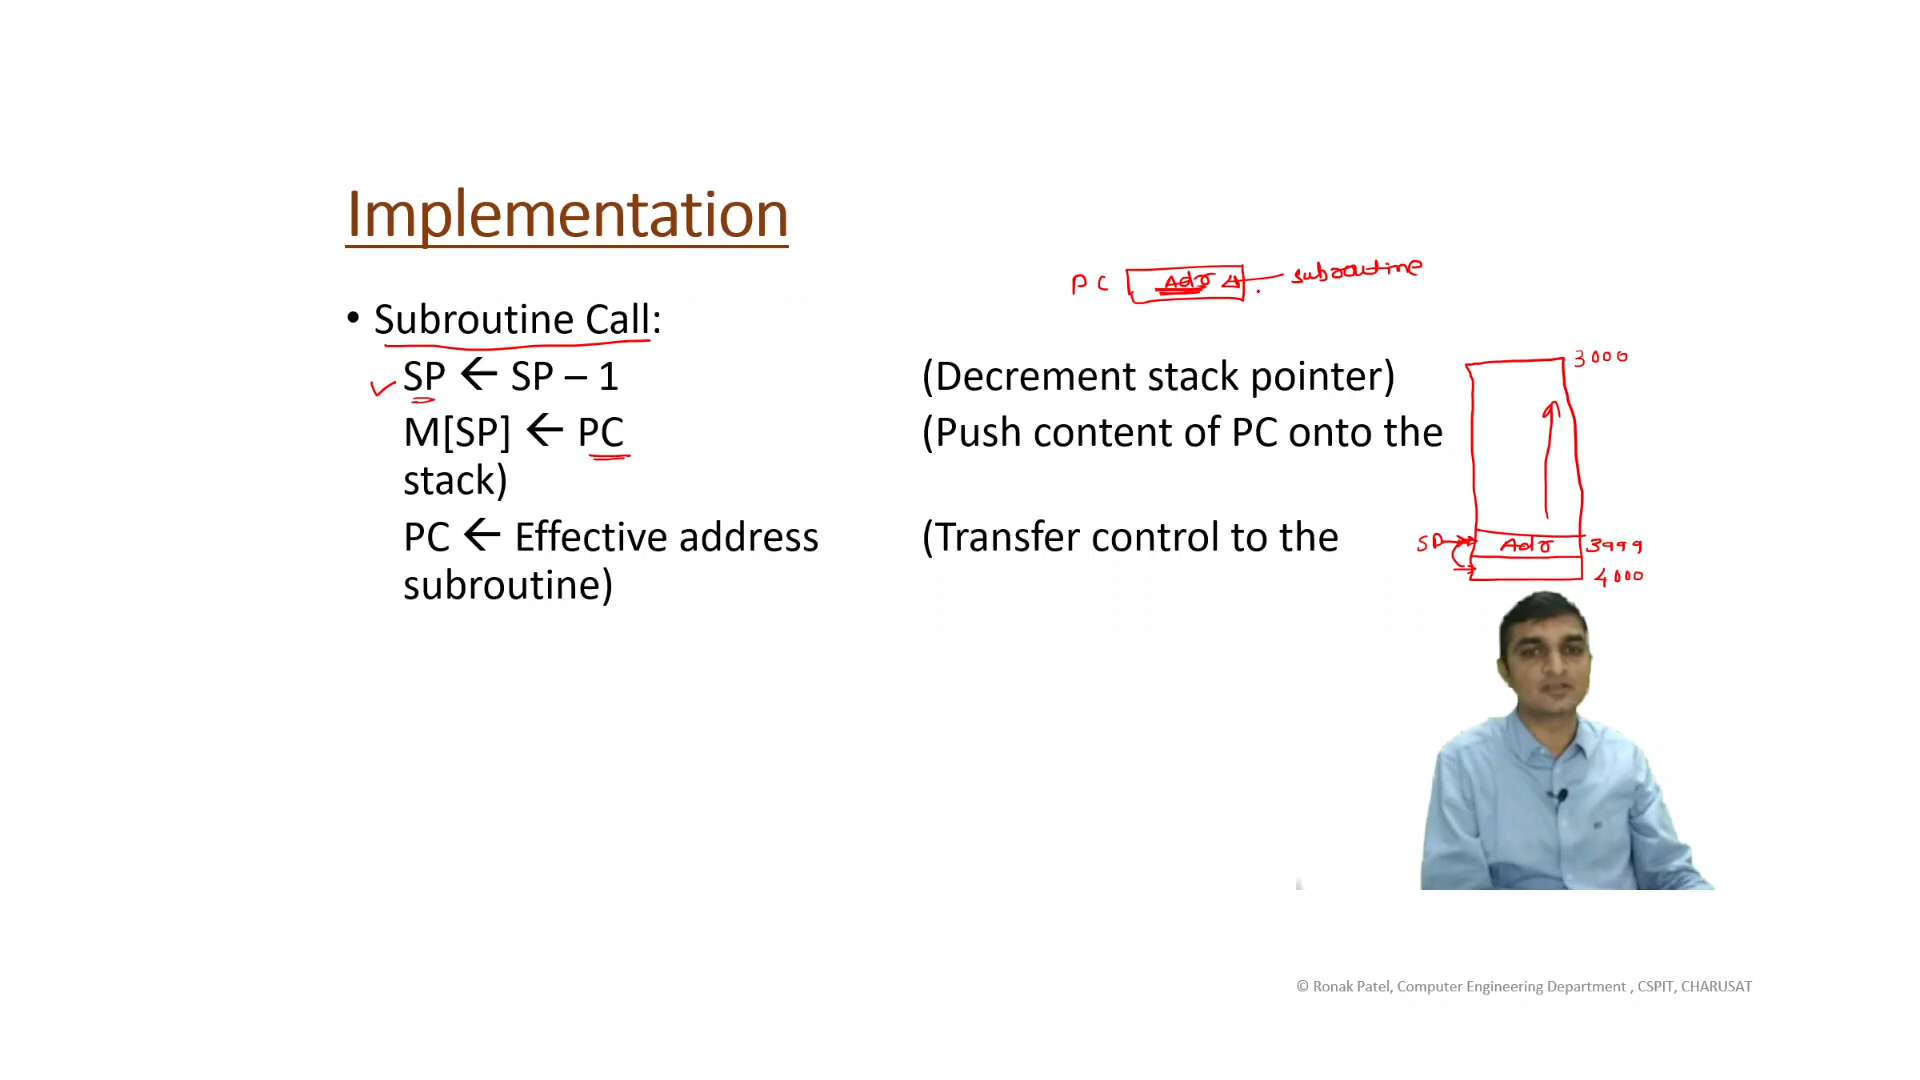 Implementation
PC Adr subroutine
• Subroutine Call:
SP ← SP – 1 (Decrement stack pointer)
3000
M[SP] ← PC (Push content of PC onto the
stack)
PC ← Effective address (Transfer control to the
subroutine)
SP Adr 3999
4000
© Ronak Patel, Computer Engineering Department , CSPIT, CHARUSAT